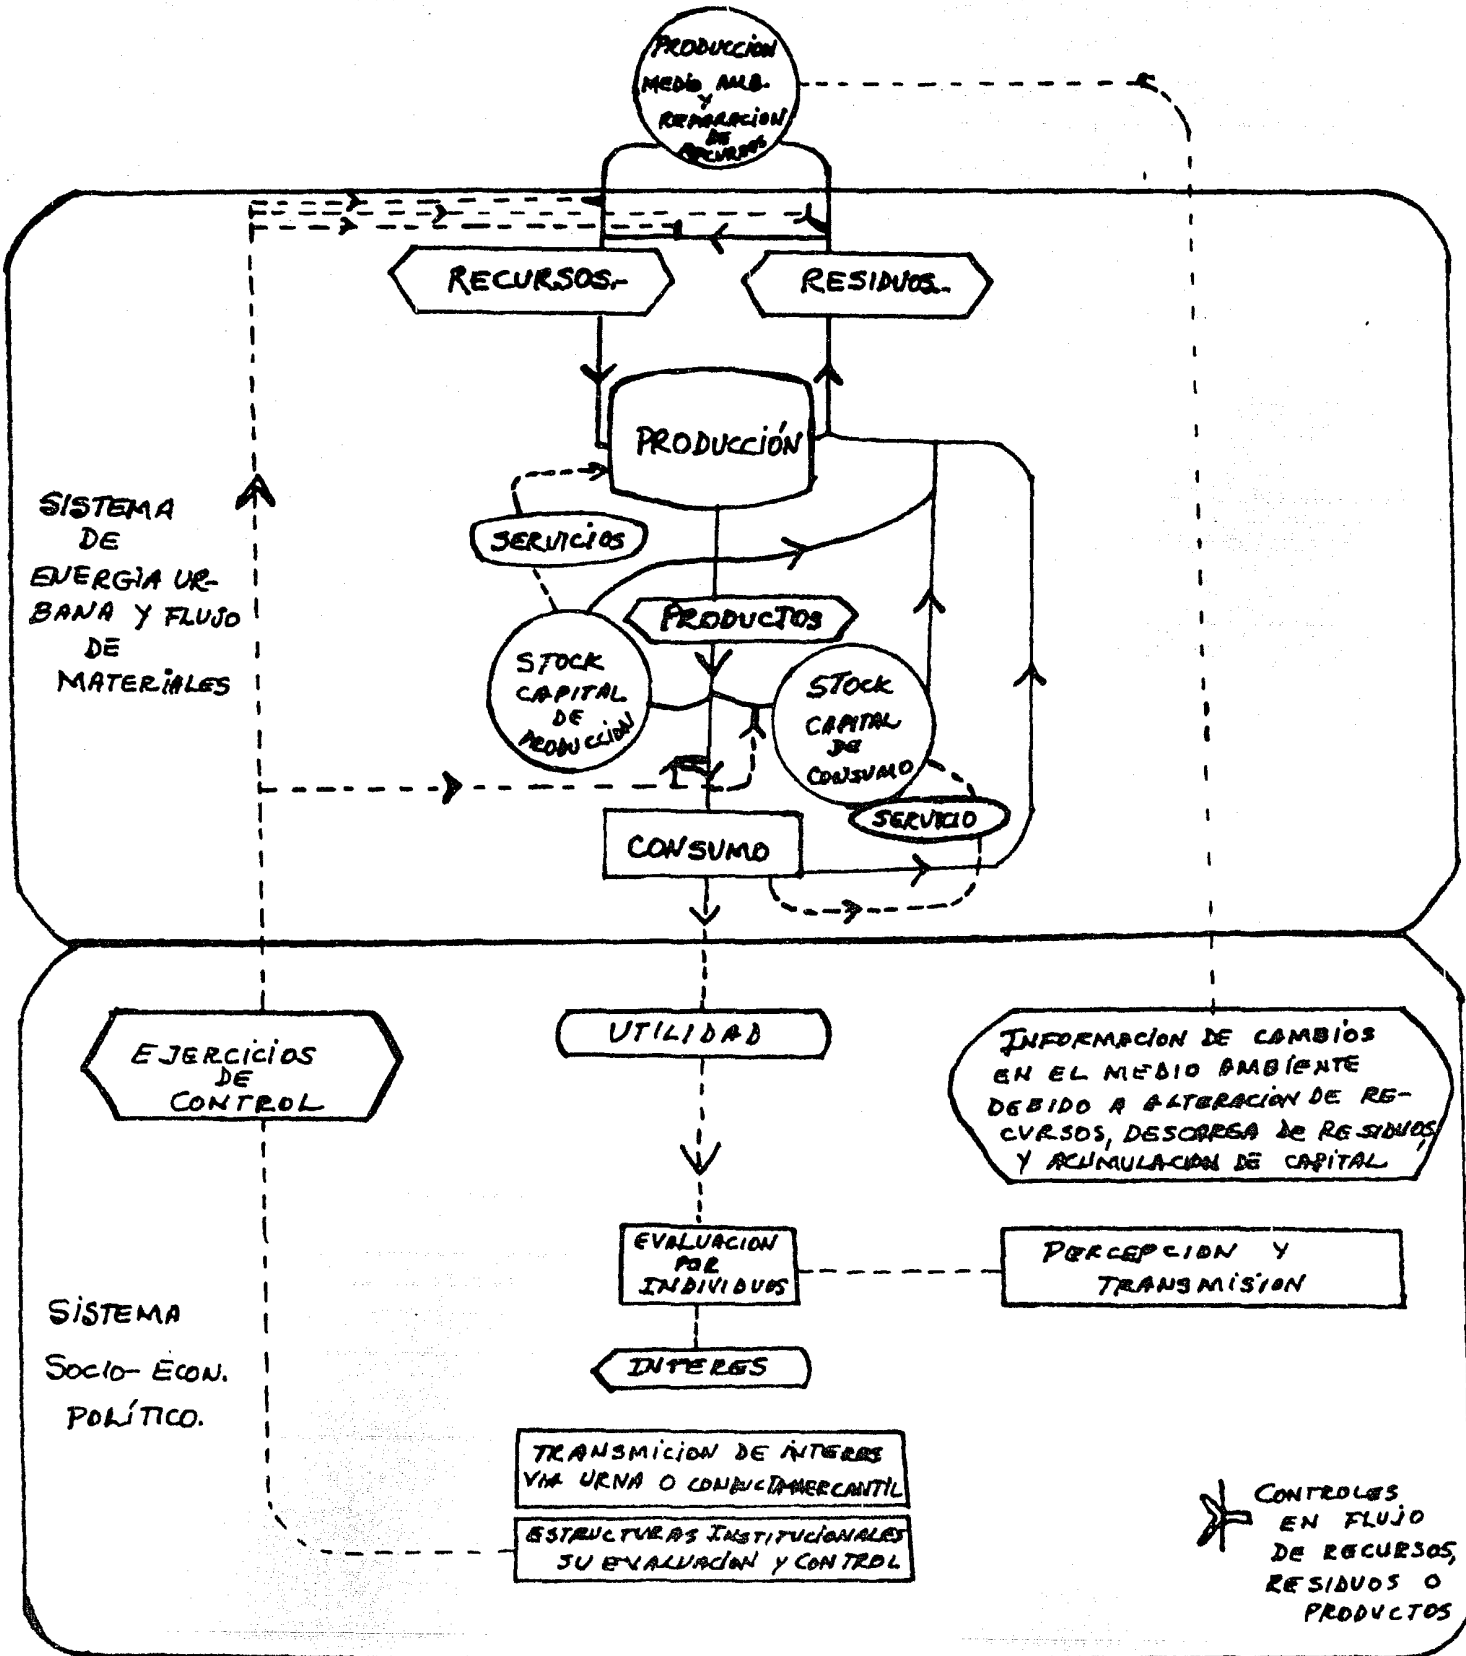 PRODUCCIÓN
MEDIO AMB.
Y
REPARACION
DE
RECURSOS
RECURSOS.-
RESIDUOS.-
PRODUCCIÓN
SERVICIOS
SISTEMA
DE
ENERGIA UR-
BANA Y FLUJO
DE
MATERIALES
PRODUCTOS
STOCK
CAPITAL
DE
PRODUCCION
STOCK
CAPITAL
DE
CONSUMO
SERVICIO
CONSUMO
EJERCICIOS
DE
CONTROL
UTILIDAD
INFORMACION DE CAMBIOS
EN EL MEDIO AMBIENTE
DEBIDO A ALTERACION DE RE-
CURSOS, DESCARGA DE RESIDUOS,
Y ACUMULACION DE CAPITAL
EVALUACION
POR
INDIVIDUOS
PERCEPCION Y
TRANSMISION
SISTEMA
SOCIO-ECON.
POLÍTICO.
INTERES
TRANSMICION DE INTERES
VIA URNA O CONDUCTA MERCANTIL
ESTRUCTURAS INSTITUCIONALES
SU EVALUACION Y CONTROL
CONTROLES
EN FLUJO
DE RECURSOS,
RESIDUOS O
PRODUCTOS